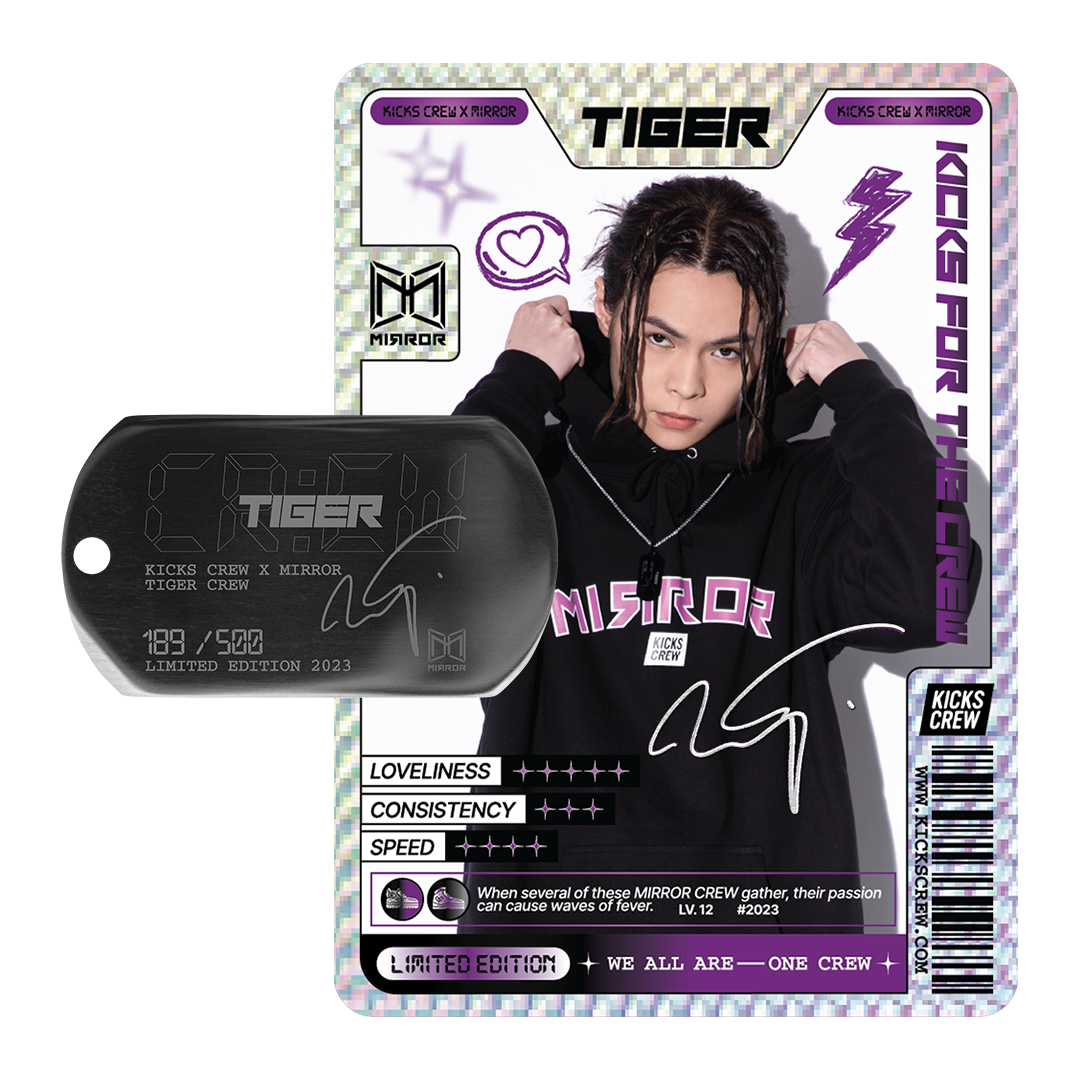 KICKS CREW X MIRROR
TIGER
KICKS CREW X MIRROR
KICKS FOR THE CREW
MIRROR
CR:EW
TIGER
KICKS CREW X MIRROR
TIGER CREW
189 /500
LIMITED EDITION 2023
MIRROR
MIRROR
KICKS
CREW
KICKS
CREW
WWW.KICKSCREW.COM
LOVELINESS
CONSISTENCY
SPEED
When several of these MIRROR CREW gather, their passion
can cause waves of fever. LV. 12 #2023
LIMITED EDITION
WE ALL ARE — ONE CREW